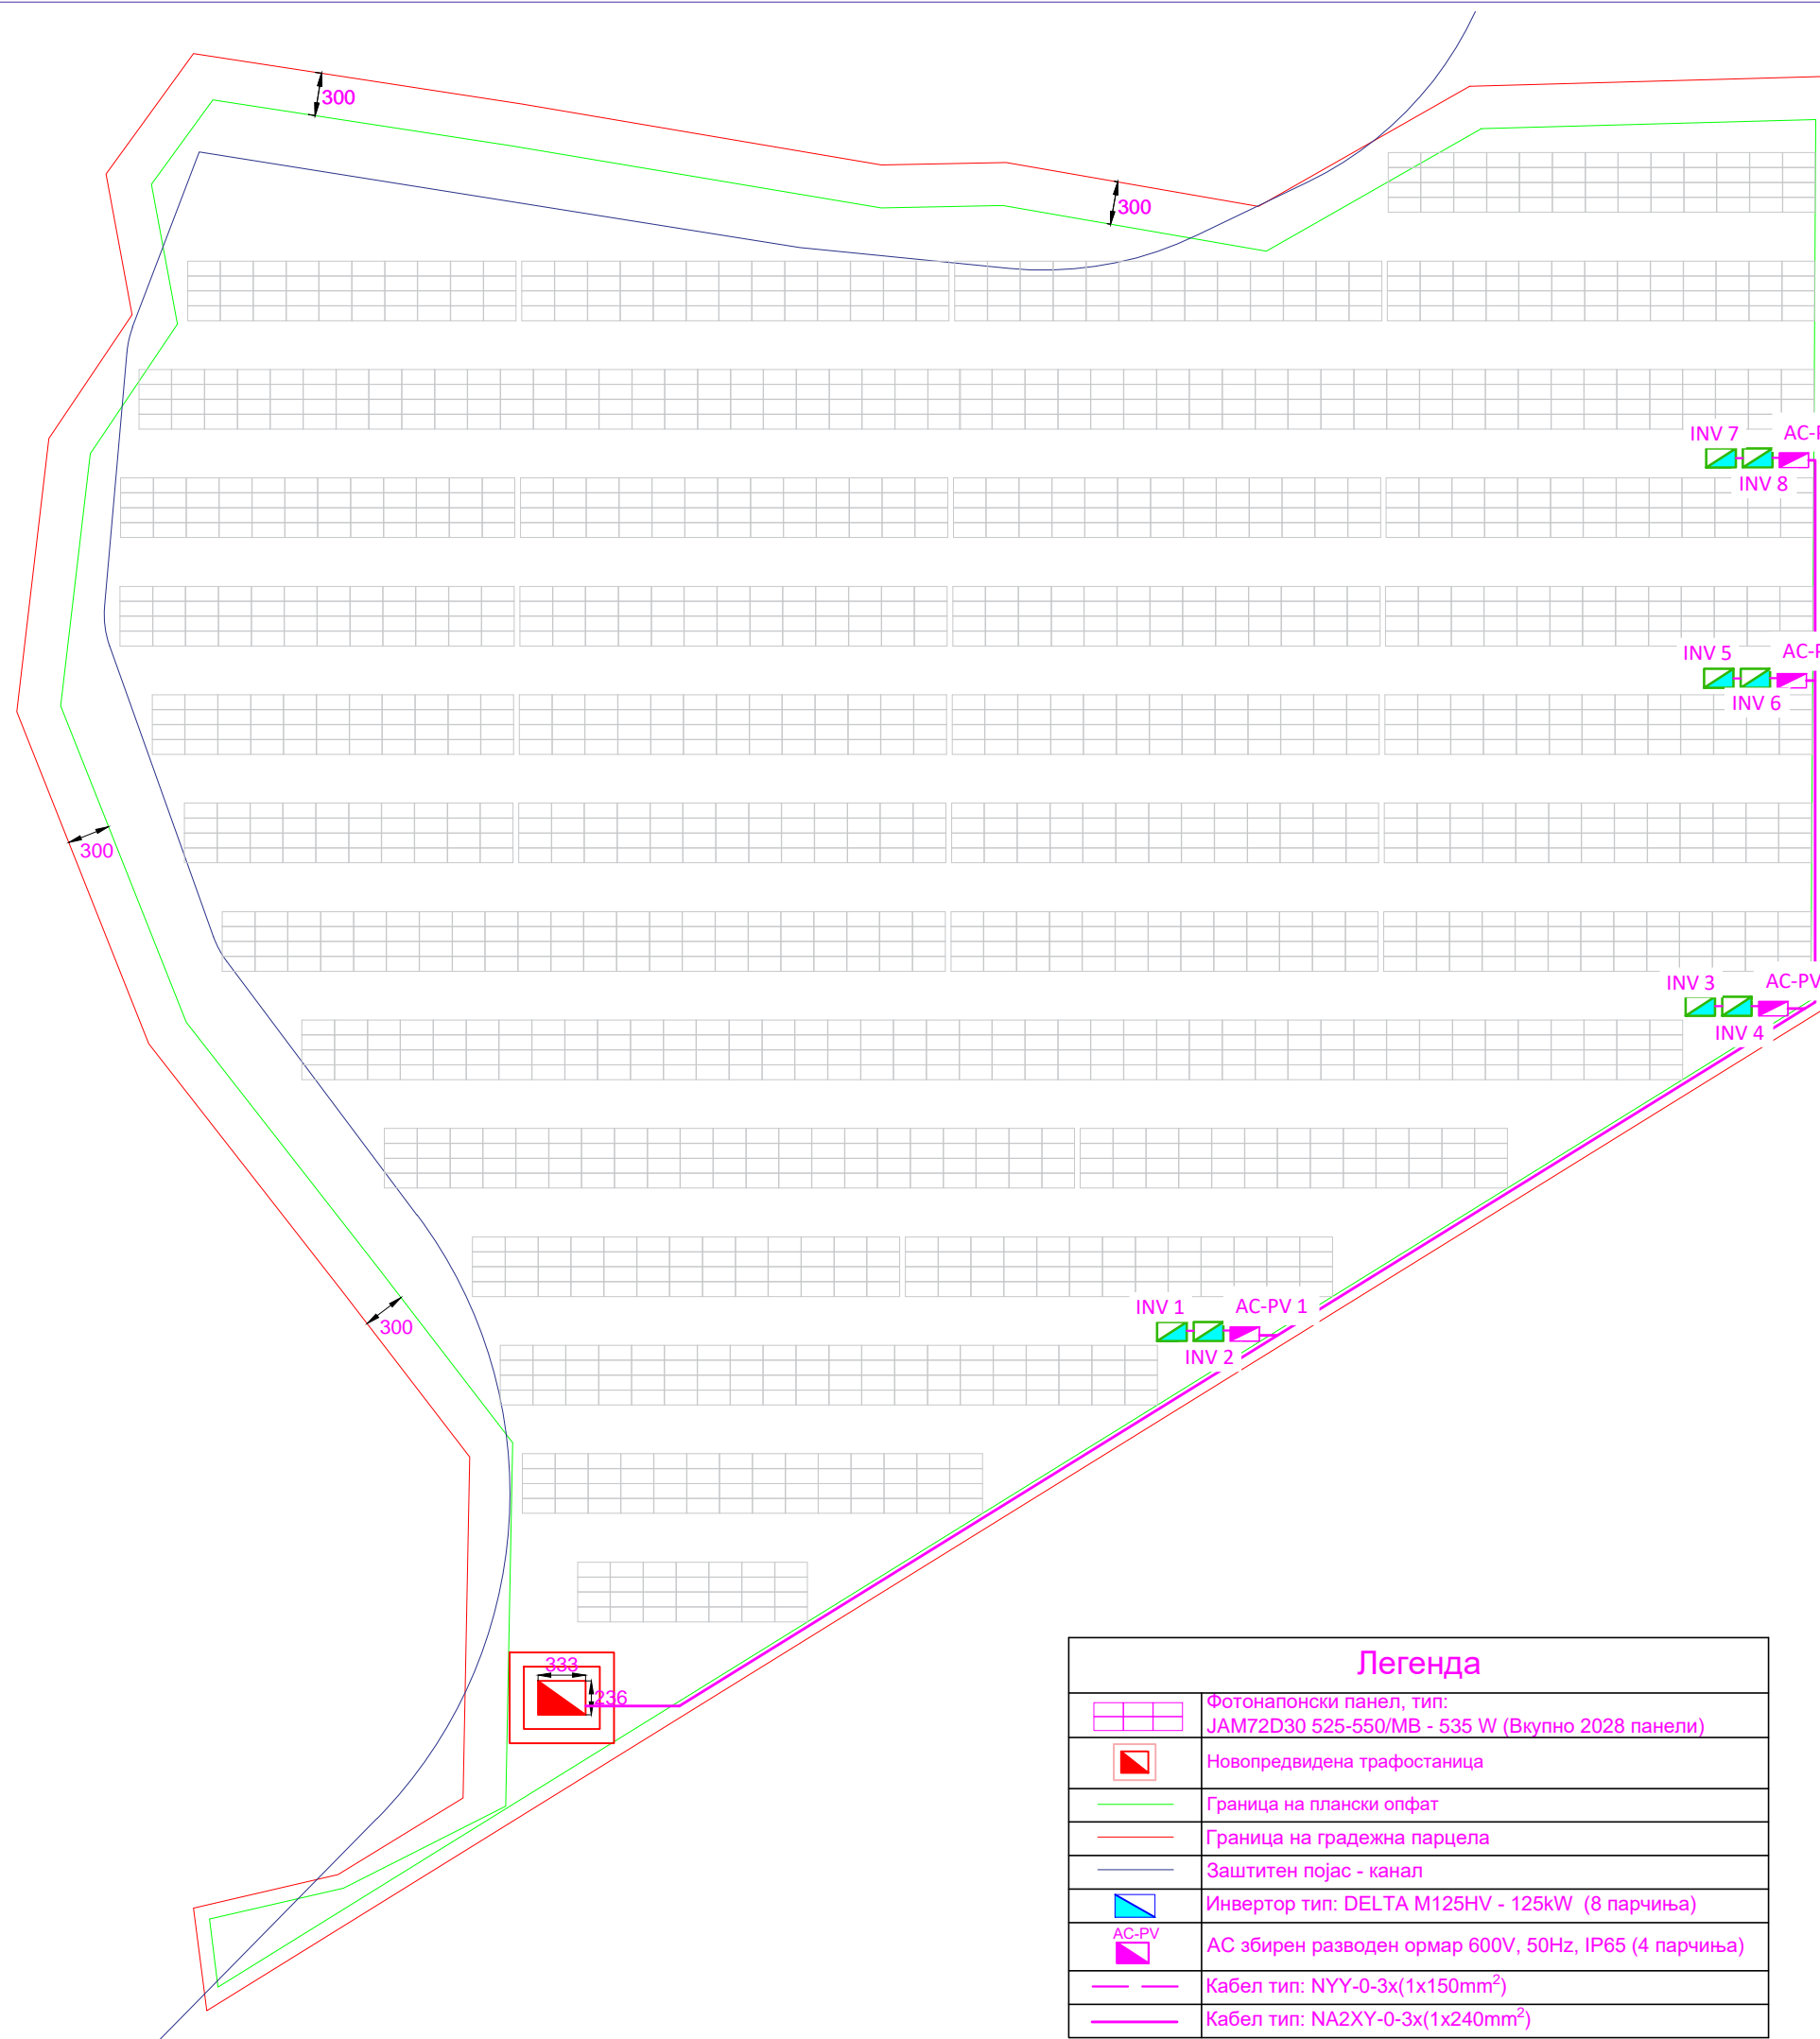 300
300
INV 7
AC-P
INV 8
INV 5
AC-P
INV 6
300
INV 3
AC-PV
INV 4
INV 1
AC-PV 1
300
INV 2
333
236
Легенда
Фотонапонски панел, тип:
JAM72D30 525-550/MB - 535 W (Вкупно 2028 панели)
Новопредвидена трафостаница
Граница на плански опфат
Граница на градежна парцела
Заштитен појас - канал
Инвертор тип: DELTA M125HV - 125kW (8 парчиња)
AC-PV
АС збирен разводен ормар 600V, 50Hz, IP65 (4 парчиња)
Кабел тип: NYY-0-3x(1x150mm²)
Кабел тип: NA2XY-0-3x(1x240mm²)